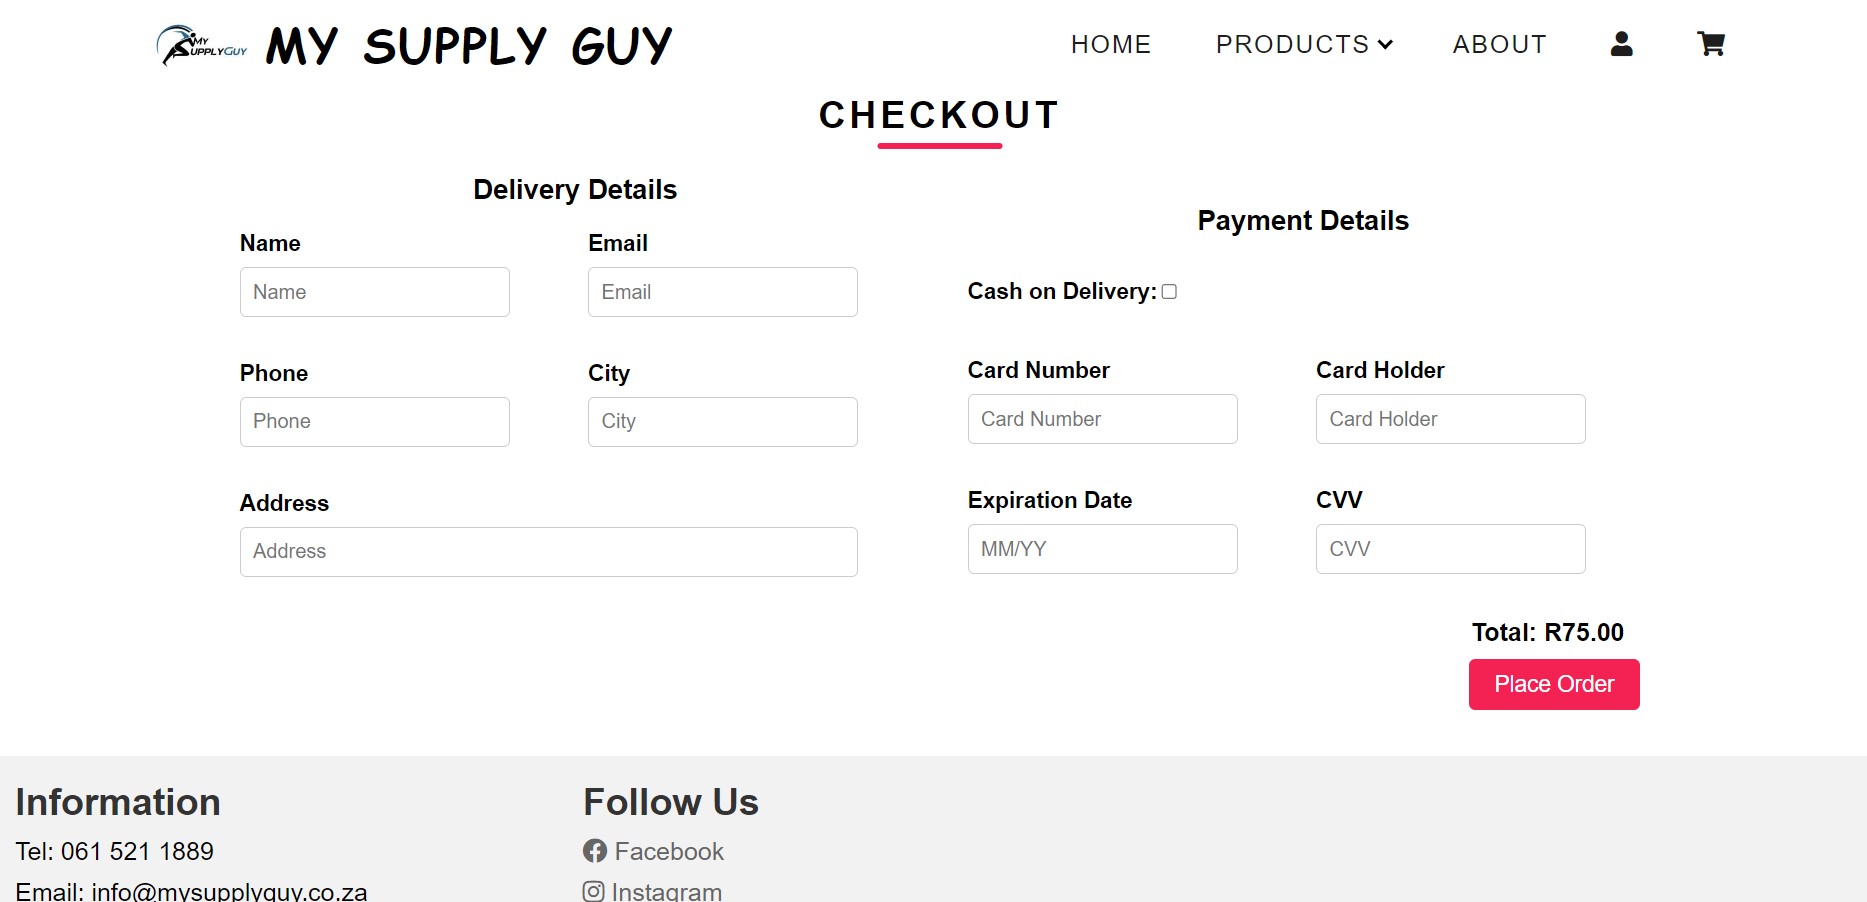 MY
SUPPLYGUY
MY SUPPLY GUY
HOME
PRODUCTS
ABOUT
CHECKOUT
Delivery Details
Name
Email
Name
Email
Phone
City
Phone
City
Address
Address
Payment Details
Cash on Delivery:
Card Number
Card Holder
Card Number
Card Holder
Expiration Date
CVV
MM/YY
CVV
Total: R75.00
Place Order
Information
Tel: 061 521 1889
Email: info@mysupplyguy.co.za
Follow Us
Facebook
Instagram